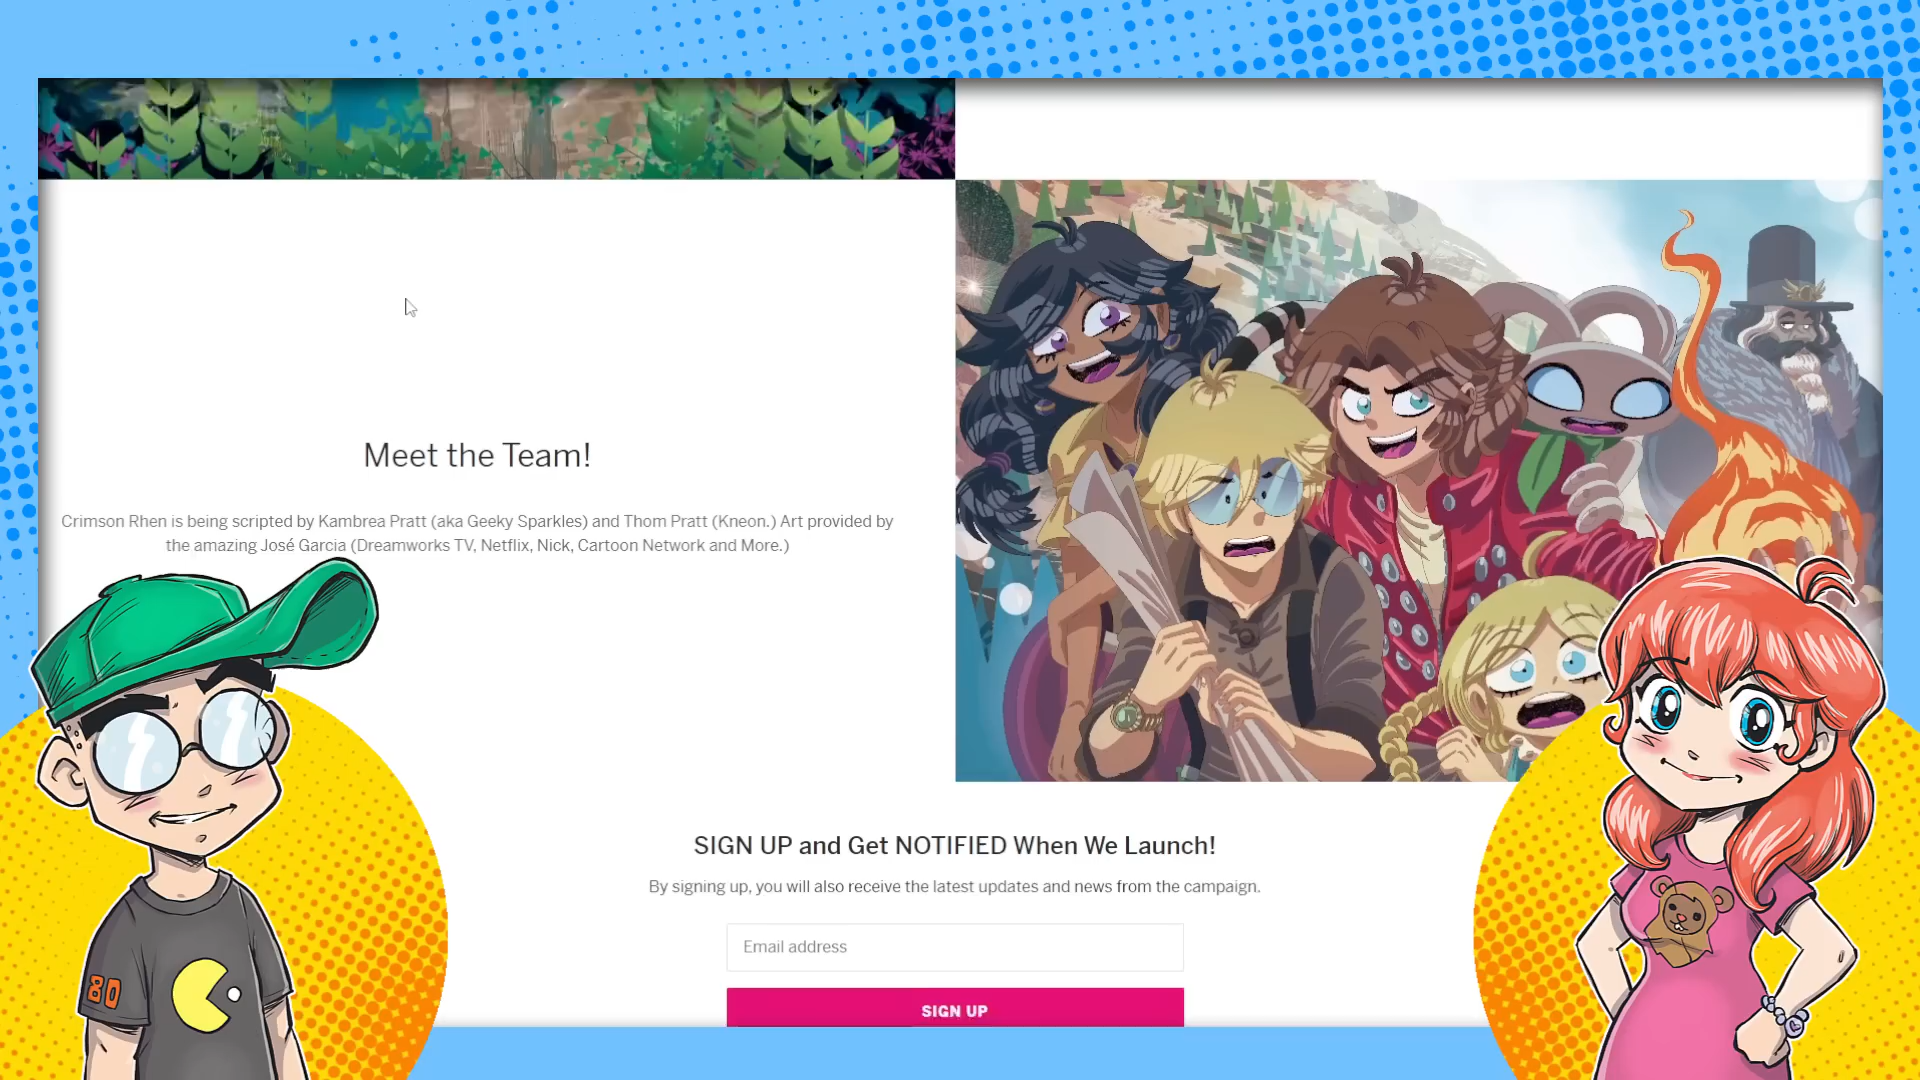 Meet the Team!
Crimson Rhen is being scripted by Kambrea Pratt (aka Geeky Sparkles) and Thom Pratt (Kneon.) Art provided by
the amazing José Garcia (Dreamworks TV, Netflix, Nick, Cartoon Network and More.)
SIGN UP and Get NOTIFIED When We Launch!
By signing up, you will also receive the latest updates and news from the campaign.
Email address
SIGN UP
80